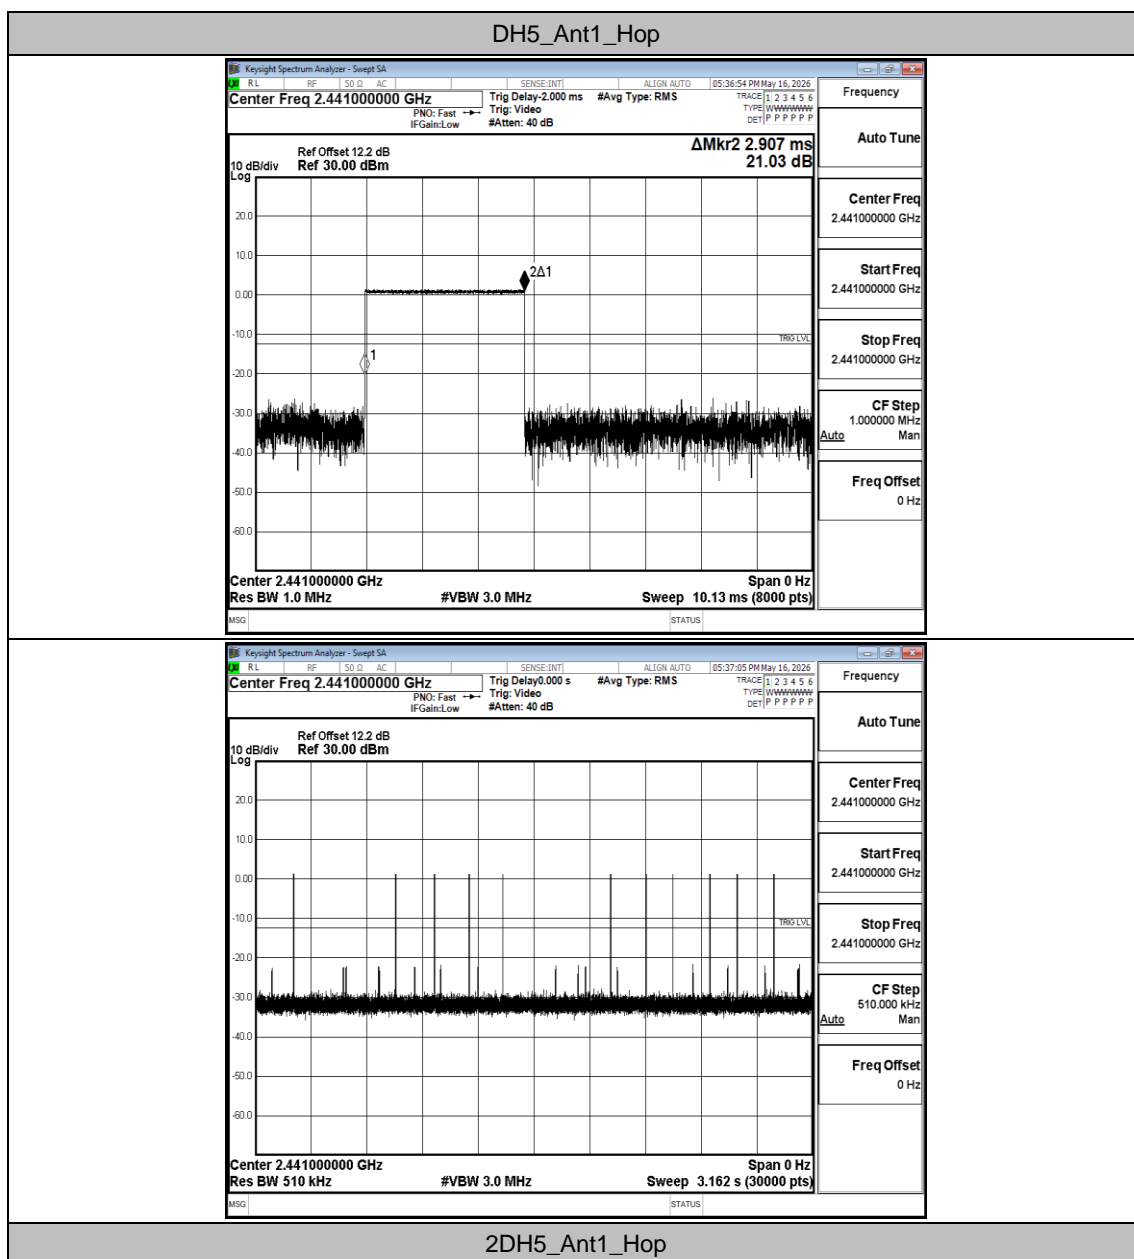 DH5_Ant1_Hop
Keysight Spectrum Analyzer - Swept SA
RL RF 50 Ω AC SENSE:INT ALIGN AUTO 05:36:54 PM May 16, 2026
Center Freq 2.441000000 GHz
PNO: Fast
IFGain:Low
Trig Delay-2.000 ms
Trig: Video
#Atten: 40 dB
#Avg Type: RMS
TRACE 1 2 3 4 5 6
TYPE WWWWWW
DET P P P P P P
Frequency
Auto Tune
ΔMkr2 2.907 ms
21.03 dB
Ref Offset 12.2 dB
10 dB/div Ref 30.00 dBm
Log
20.0
10.0
2Δ1
0.00
-10.0
TRIG LVL
1
-20.0
-30.0
-40.0
-50.0
-60.0
Center Freq
2.441000000 GHz
Start Freq
2.441000000 GHz
Stop Freq
2.441000000 GHz
CF Step
1.000000 MHz
Auto Man
Freq Offset
0 Hz
Center 2.441000000 GHz Span 0 Hz
Res BW 1.0 MHz #VBW 3.0 MHz Sweep 10.13 ms (8000 pts)
MSG STATUS
Keysight Spectrum Analyzer - Swept SA
RL RF 50 Ω AC SENSE:INT ALIGN AUTO 05:37:05 PM May 16, 2026
Center Freq 2.441000000 GHz
PNO: Fast
IFGain:Low
Trig Delay0.000 s
Trig: Video
#Atten: 40 dB
#Avg Type: RMS
TRACE 1 2 3 4 5 6
TYPE WWWWWW
DET P P P P P P
Frequency
Auto Tune
Ref Offset 12.2 dB
10 dB/div Ref 30.00 dBm
Log
20.0
10.0
0.00
-10.0
TRIG LVL
-20.0
-30.0
-40.0
-50.0
-60.0
Center Freq
2.441000000 GHz
Start Freq
2.441000000 GHz
Stop Freq
2.441000000 GHz
CF Step
510.000 kHz
Auto Man
Freq Offset
0 Hz
Center 2.441000000 GHz Span 0 Hz
Res BW 510 kHz #VBW 3.0 MHz Sweep 3.162 s (30000 pts)
MSG STATUS
2DH5_Ant1_Hop